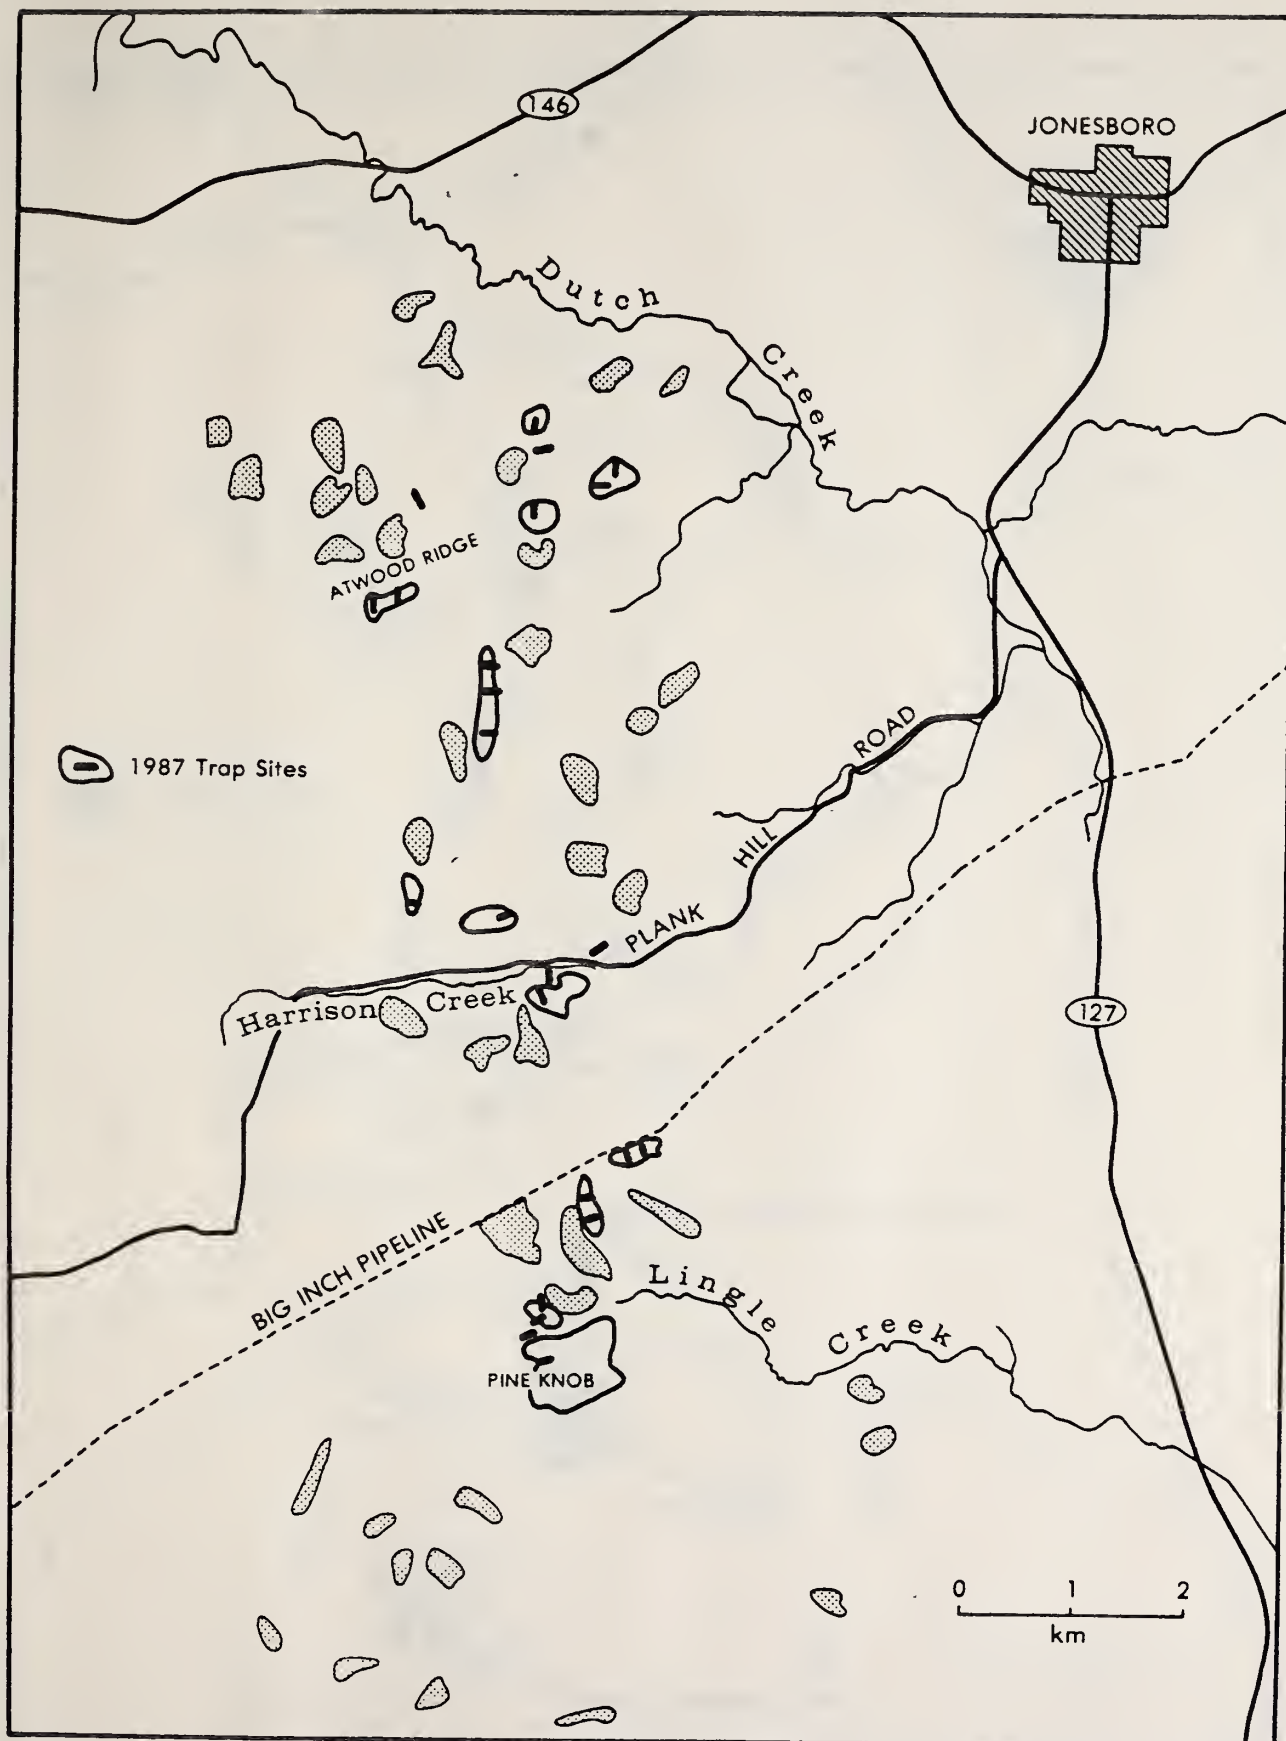 146
JONESBORO
Dutch Creek
ATWOOD RIDGE
1987 Trap Sites
PLANK HILL ROAD
Harrison Creek
127
BIG INCH PIPELINE
Lingle Creek
PINE KNOB
0 1 2
km